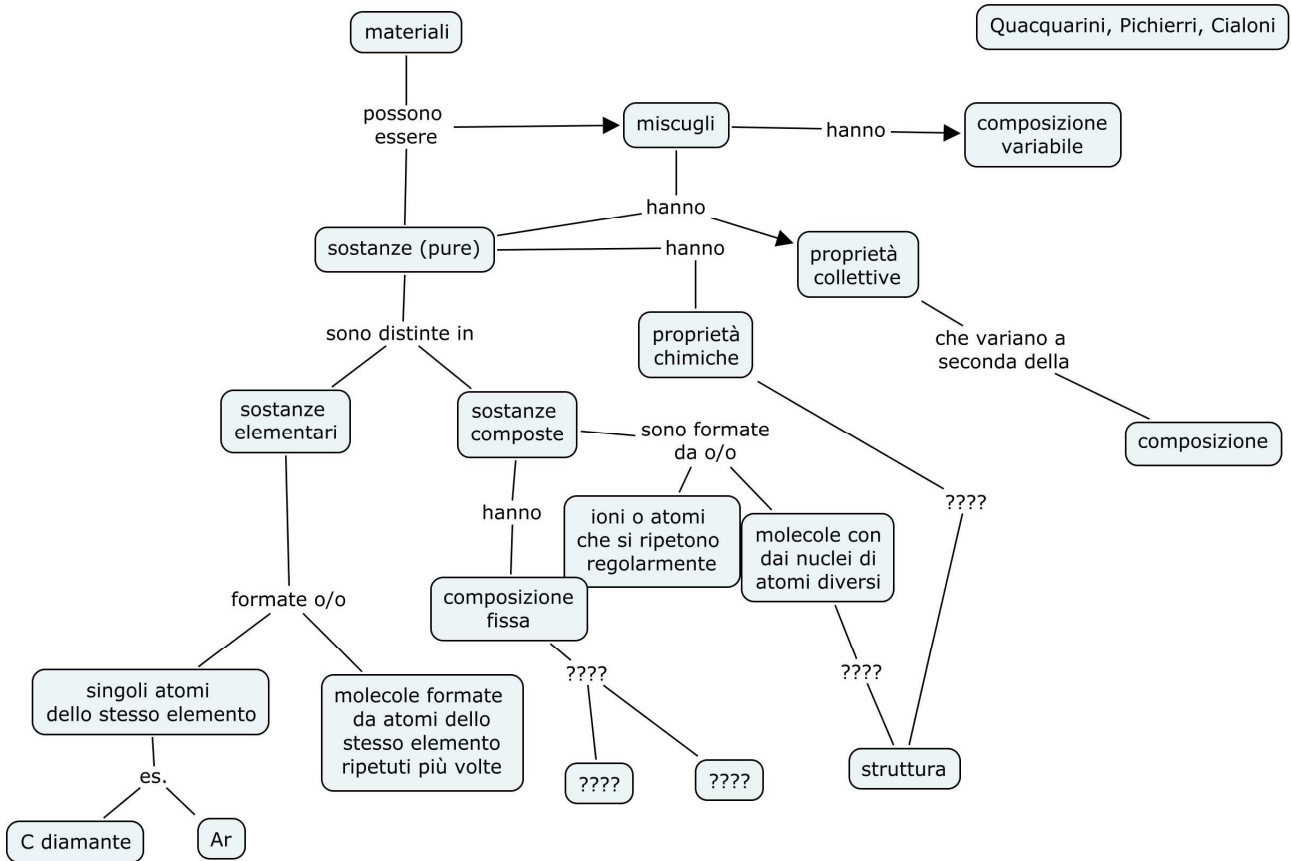 materiali
Quacquarini, Pichierri, Cialoni
possono
essere
miscugli
hanno
composizione
variabile
hanno
sostanze (pure)
hanno
proprietà
collettive
sono distinte in
proprietà
chimiche
che variano a
seconda della
sostanze
elementari
sostanze
composte
sono formate
da o/o
composizione
hanno
ioni o atomi
che si ripetono
regolarmente
molecole con
dai nuclei di
atomi diversi
????
formate o/o
composizione
fissa
????
????
singoli atomi
dello stesso elemento
molecole formate
da atomi dello
stesso elemento
ripetuti più volte
????
????
struttura
es.
C diamante
Ar